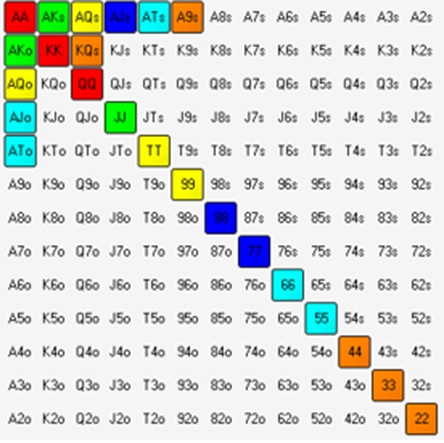 AA AKs AQs AJs ATs A9s A8s A7s A6s A5s A4s A3s A2s
AKo KK KQs KJs KTs K9s K8s K7s K6s K5s K4s K3s K2s
AQo KQo QQ QJs QTs Q9s Q8s Q7s Q6s Q5s Q4s Q3s Q2s
AJo KJo QJo JJ JTs J9s J8s J7s J6s J5s J4s J3s J2s
ATo KTo QTo JTo TT T9s T8s T7s T6s T5s T4s T3s T2s
A9o K9o Q9o J9o T9o 99 98s 97s 96s 95s 94s 93s 92s
A8o K8o Q8o J8o T8o 98o 88 87s 86s 85s 84s 83s 82s
A7o K7o Q7o J7o T7o 97o 87o 77 76s 75s 74s 73s 72s
A6o K6o Q6o J6o T6o 96o 86o 76o 66 65s 64s 63s 62s
A5o K5o Q5o J5o T5o 95o 85o 75o 65o 55 54s 53s 52s
A4o K4o Q4o J4o T4o 94o 84o 74o 64o 54o 44 43s 42s
A3o K3o Q3o J3o T3o 93o 83o 73o 63o 53o 43o 33 32s
A2o K2o Q2o J2o T2o 92o 82o 72o 62o 52o 42o 32o 22